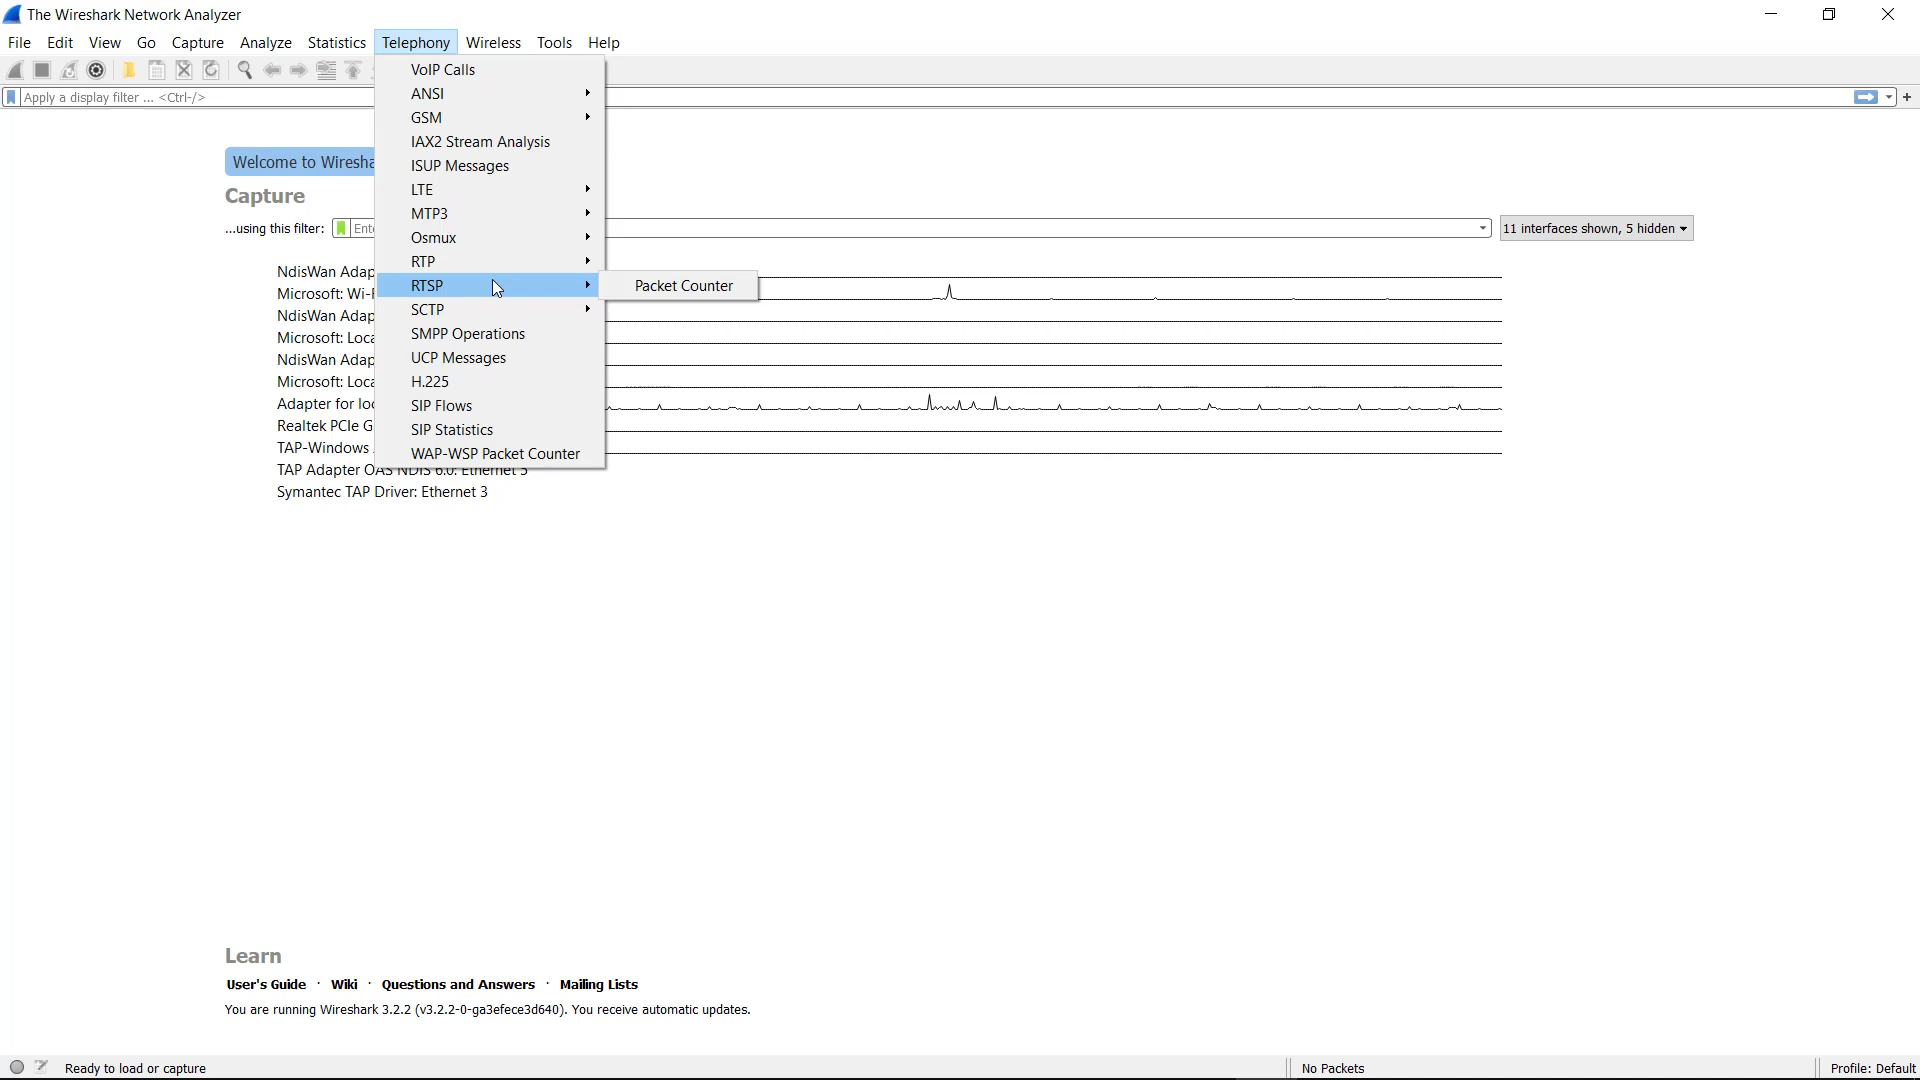 The Wireshark Network Analyzer
File Edit View Go Capture Analyze Statistics Telephony Wireless Tools Help
Apply a display filter ... <Ctrl-/>
VoIP Calls
ANSI
GSM
IAX2 Stream Analysis
ISUP Messages
LTE
MTP3
Osmux
RTP
RTSP
SCTP
SMPP Operations
UCP Messages
H.225
SIP Flows
SIP Statistics
WAP-WSP Packet Counter
Packet Counter
Welcome to Wiresha
Capture
...using this filter: Ente
11 interfaces shown, 5 hidden
NdisWan Adap
Microsoft: Wi-F
NdisWan Adap
Microsoft: Loca
NdisWan Adap
Microsoft: Loca
Adapter for loo
Realtek PCIe G
TAP-Windows
TAP Adapter OAS NDIS 6.0: Ethernet 5
Symantec TAP Driver: Ethernet 3
Learn
User's Guide · Wiki · Questions and Answers · Mailing Lists
You are running Wireshark 3.2.2 (v3.2.2-0-ga3efece3d640). You receive automatic updates.
Ready to load or capture
No Packets
Profile: Default